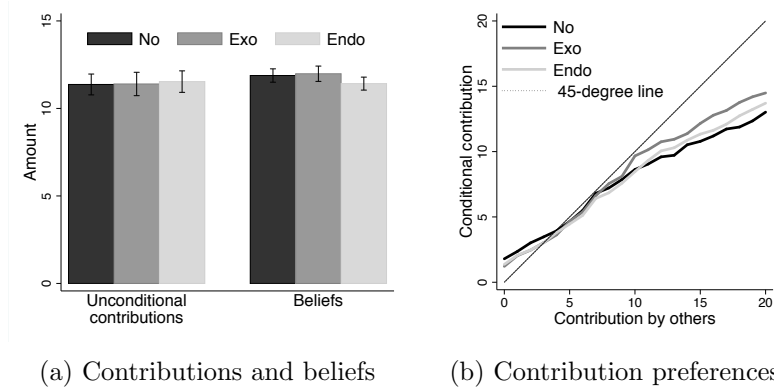 15
10
5
0
Amount
No
Exo
Endo
Unconditional
contributions
Beliefs
20
15
10
5
0
Conditional contribution
No
Exo
Endo
45-degree line
0
5
10
15
20
Contribution by others
(a) Contributions and beliefs
(b) Contribution preferences